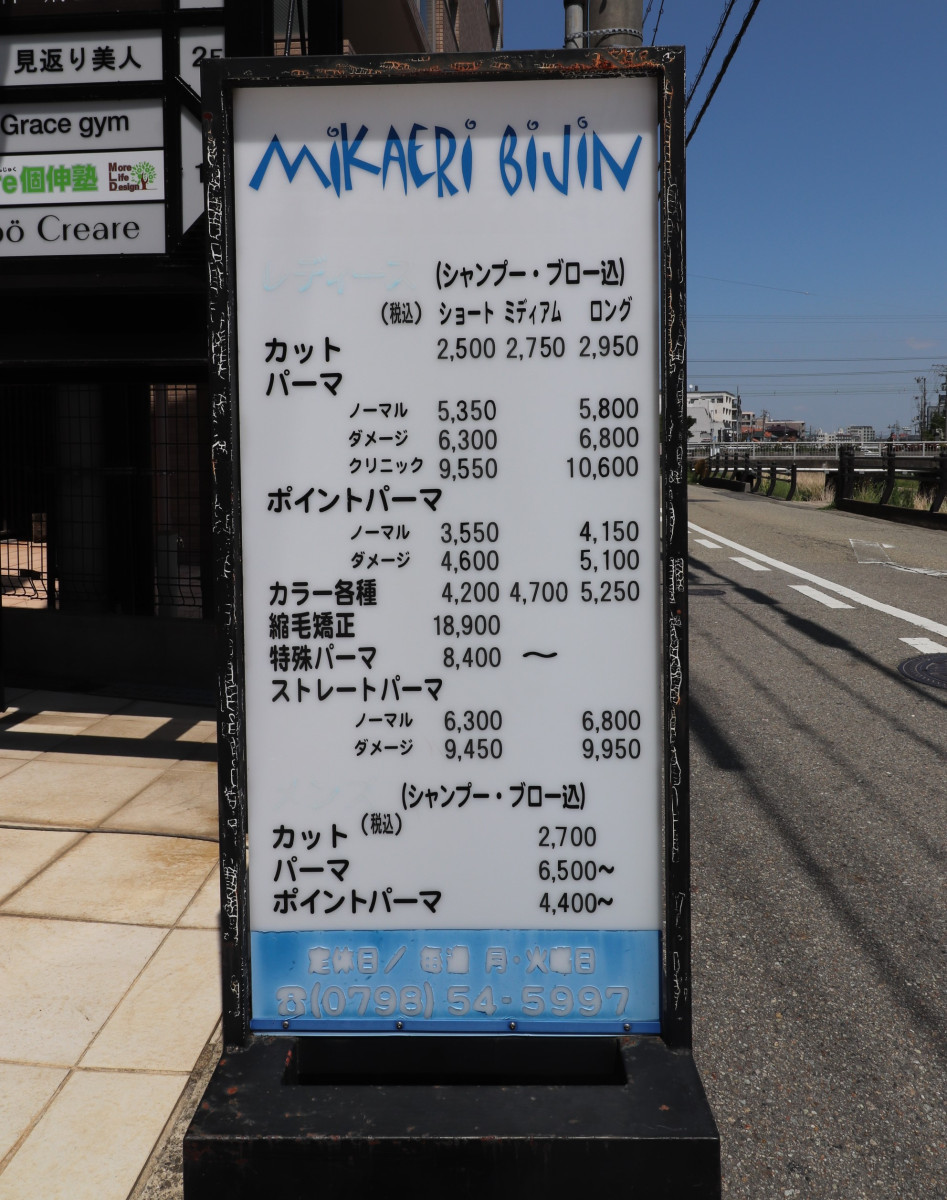 見返り美人 2F
Grace gym
個伸塾 More Life Design
Creare
MIKAERI BIJIN
レディース (シャンプー・ブロー込)
(税込) ショート ミディアム ロング
カット 2,500 2,750 2,950
パーマ
ノーマル 5,350 5,800
ダメージ 6,300 6,800
クリニック 9,550 10,600
ポイントパーマ
ノーマル 3,550 4,150
ダメージ 4,600 5,100
カラー各種 4,200 4,700 5,250
縮毛矯正 18,900
特殊パーマ 8,400 〜
ストレートパーマ
ノーマル 6,300 6,800
ダメージ 9,450 9,950
メンズ (シャンプー・ブロー込)
カット (税込) 2,700
パーマ 6,500〜
ポイントパーマ 4,400〜
定休日／毎週 月・火曜日
☎(0798) 54-5997